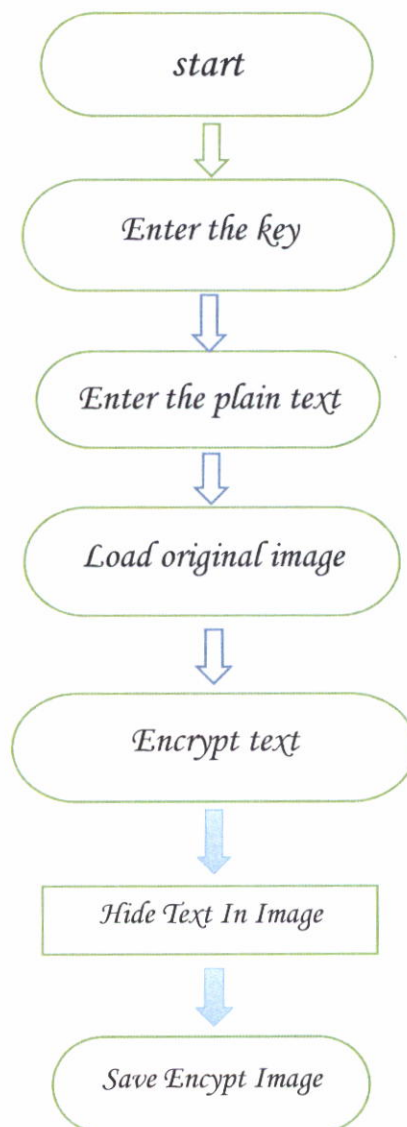 start
Enter the key
Enter the plain text
Load original image
Encrypt text
Hide Text In Image
Save Encypt Image